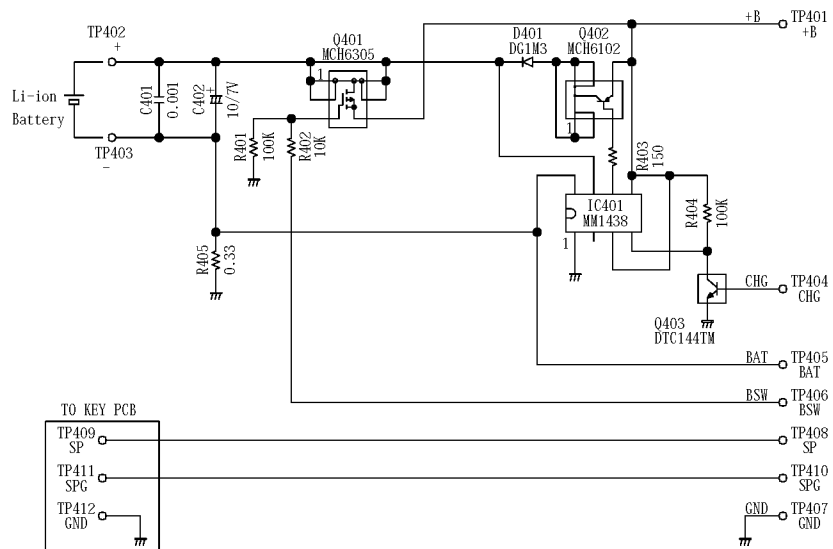 TP402
+
Li-ion
Battery
TP403
-
C401
0.001
C402
+
10/7V
Q401
MCH6305
1
R401
100K
R402
10K
R405
0.33
D401
DG1M3
Q402
MCH6102
1
R403
150
IC401
MM1438
1
R404
100K
Q403
DTC144TM
+B
TP401
+B
CHG
TP404
CHG
BAT
TP405
BAT
BSW
TP406
BSW
TO KEY PCB
TP409
SP
TP408
SP
TP411
SPG
TP410
SPG
TP412
GND
GND
TP407
GND